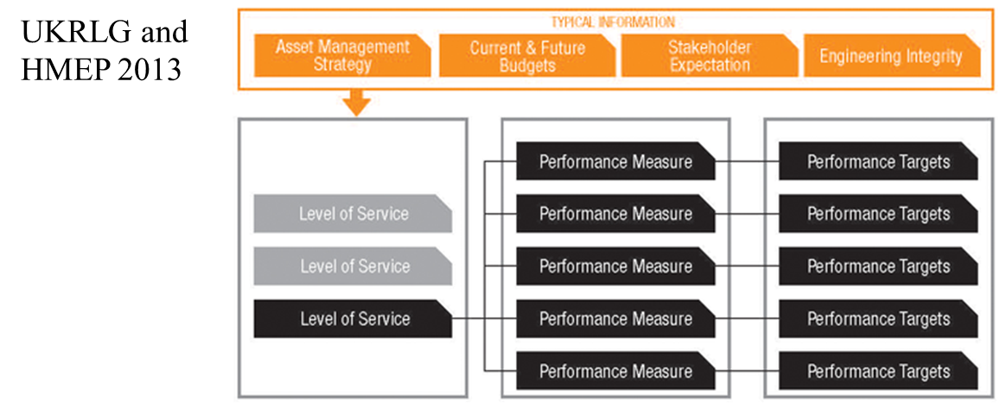 UKRLG and
HMEP 2013
TYPICAL INFORMATION
Asset Management
Strategy
Current & Future
Budgets
Stakeholder
Expectation
Engineering Integrity
Performance Measure
Performance Targets
Level of Service
Performance Measure
Performance Targets
Level of Service
Performance Measure
Performance Targets
Level of Service
Performance Measure
Performance Targets
Performance Measure
Performance Targets